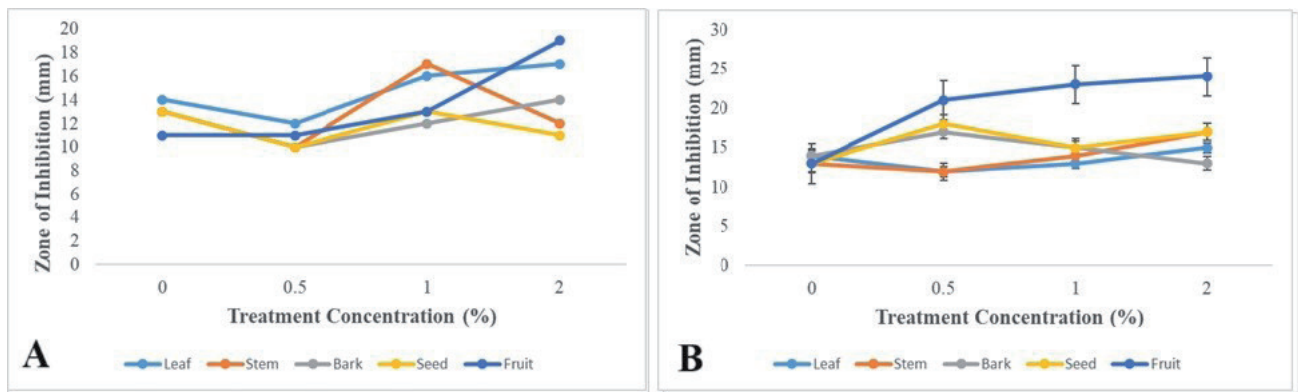 20
18
16
14
12
10
8
6
4
2
0
Zone of Inhibition (mm)
0 0.5 1 2
Treatment Concentration (%)
A
Leaf Stem Bark Seed Fruit
30
25
20
15
10
5
0
Zone of Inhibition (mm)
0 0.5 1 2
Treatment Concentration (%)
B
Leaf Stem Bark Seed Fruit